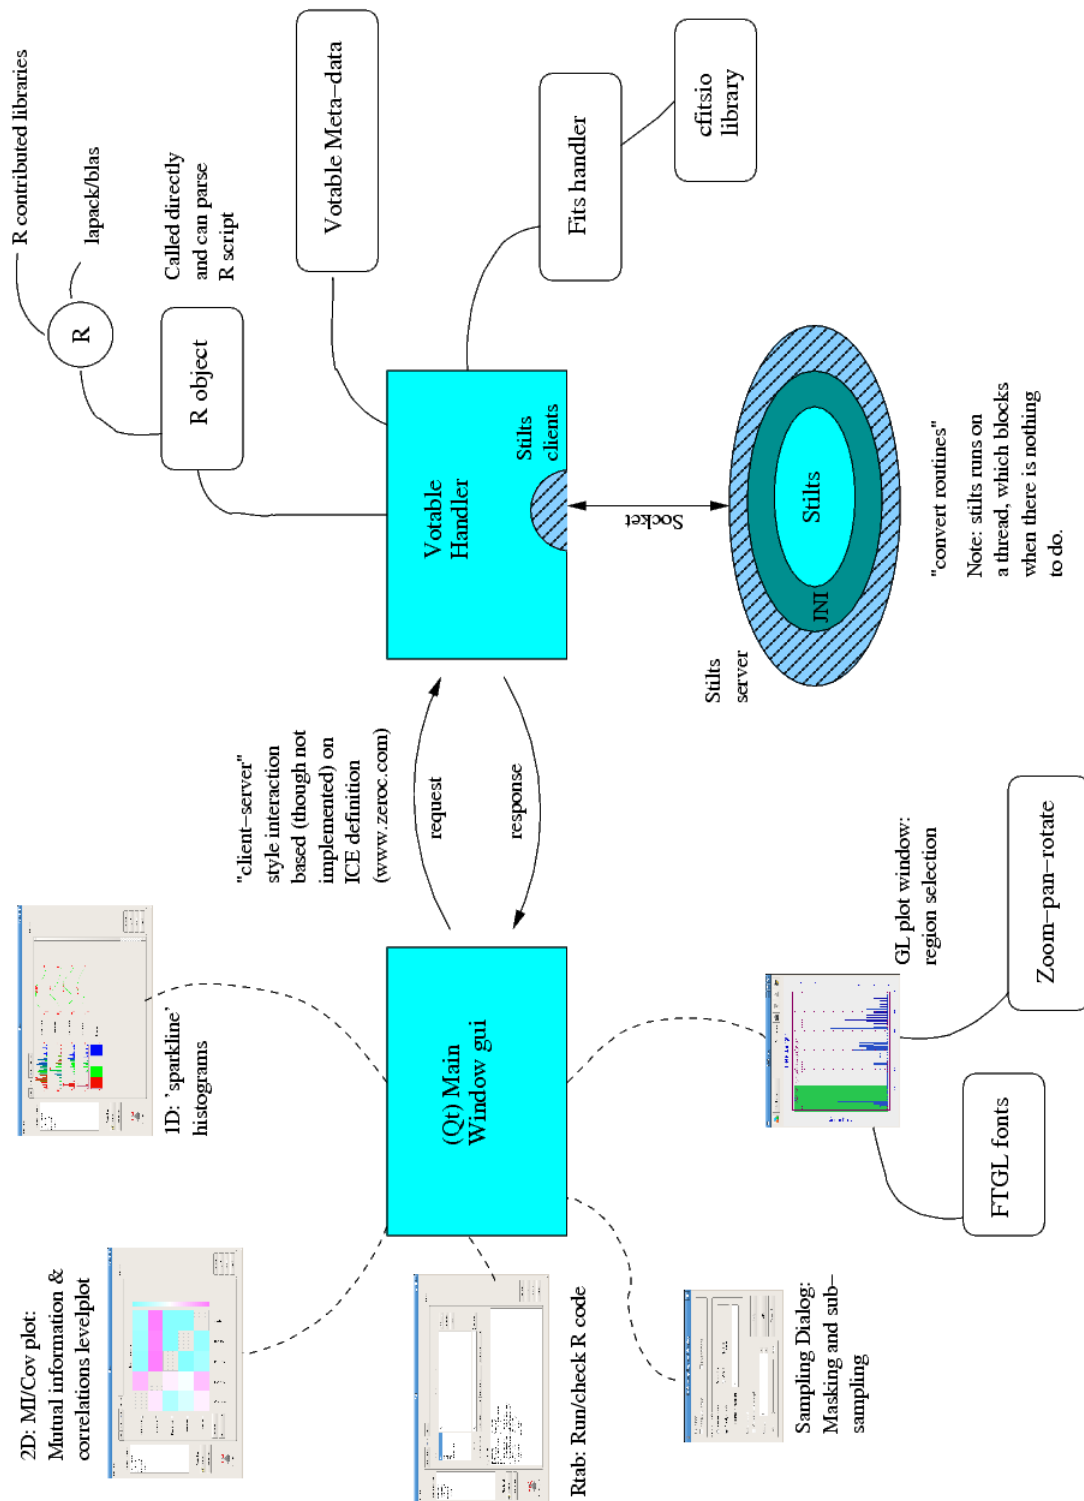 2D: MI/Cov plot:
Mutual information &
correlations levelplot
1D: 'sparkline'
histograms
"client-server"
style interaction
based (though not
implemented) on
ICE definition
(www.zeroc.com)
R contributed libraries
R
lapack/blas
Called directly
and can parse
R script
R object
Votable Meta-data
(Qt) Main
Window gui
request
response
Votable
Handler
Stilts
clients
Fits handler
cfitsio
library
Rtab: Run/check R code
Socket
Sampling Dialog:
Masking and sub-
sampling
GL plot window:
region selection
FTGL fonts
Zoom-pan-rotate
Stilts
server
JNI
Stilts
"convert routines"
Note: stilts runs on
a thread, which blocks
when there is nothing
to do.